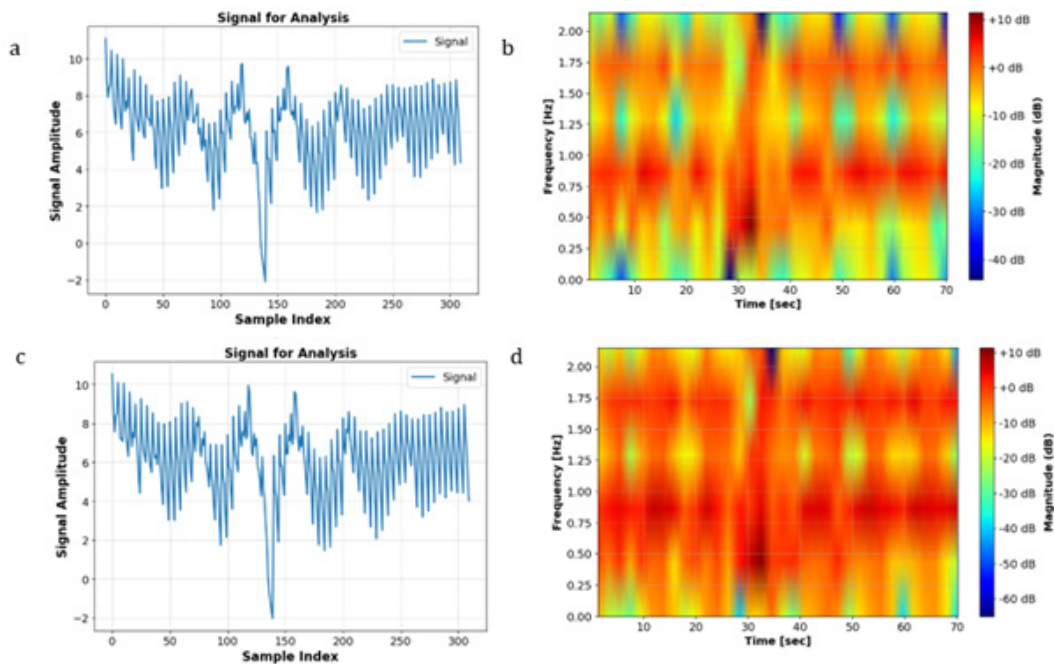 Signal for Analysis
a
Signal
Signal Amplitude
10
8
6
4
2
0
−2
0 50 100 150 200 250 300
Sample Index
b
Frequency [Hz]
2.00
1.75
1.50
1.25
1.00
0.75
0.50
0.25
0.00
10 20 30 40 50 60 70
Time [sec]
+10 dB
+0 dB
-10 dB
-20 dB
-30 dB
-40 dB
Magnitude (dB)
c
Signal for Analysis
Signal
Signal Amplitude
10
8
6
4
2
0
−2
0 50 100 150 200 250 300
Sample Index
d
Frequency [Hz]
2.00
1.75
1.50
1.25
1.00
0.75
0.50
0.25
0.00
10 20 30 40 50 60 70
Time [sec]
+10 dB
+0 dB
-10 dB
-20 dB
-30 dB
-40 dB
-50 dB
-60 dB
Magnitude (dB)